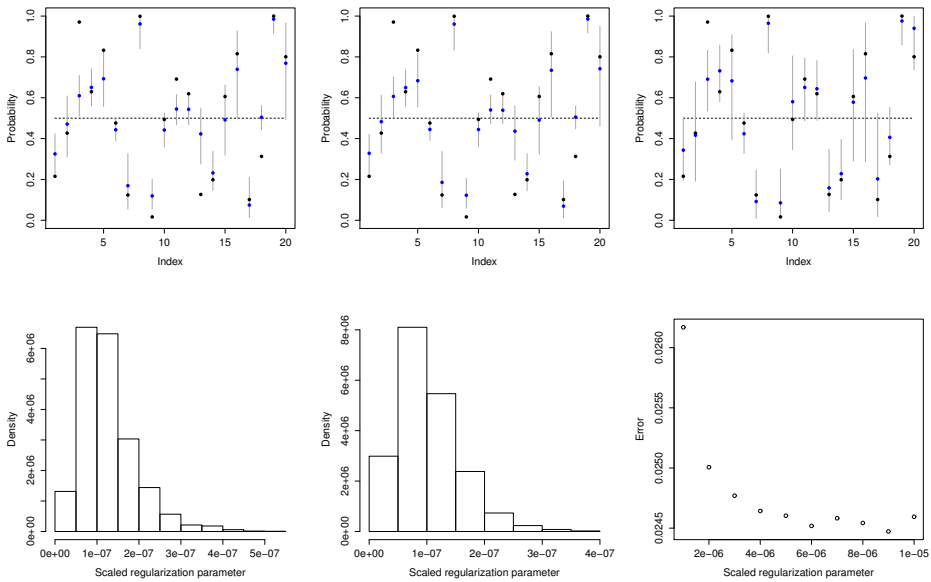 Probability
0.0 0.2 0.4 0.6 0.8 1.0
5 10 15 20
Index
Probability
0.0 0.2 0.4 0.6 0.8 1.0
5 10 15 20
Index
Probability
0.0 0.2 0.4 0.6 0.8 1.0
5 10 15 20
Index
Density
0e+00 2e+06 4e+06 6e+06
0e+00 1e−07 2e−07 3e−07 4e−07 5e−07
Scaled regularization parameter
Density
0e+00 2e+06 4e+06 6e+06 8e+06
0e+00 1e−07 2e−07 3e−07 4e−07
Scaled regularization parameter
Error
0.0245 0.0250 0.0255 0.0260
2e−06 4e−06 6e−06 8e−06 1e−05
Scaled regularization parameter